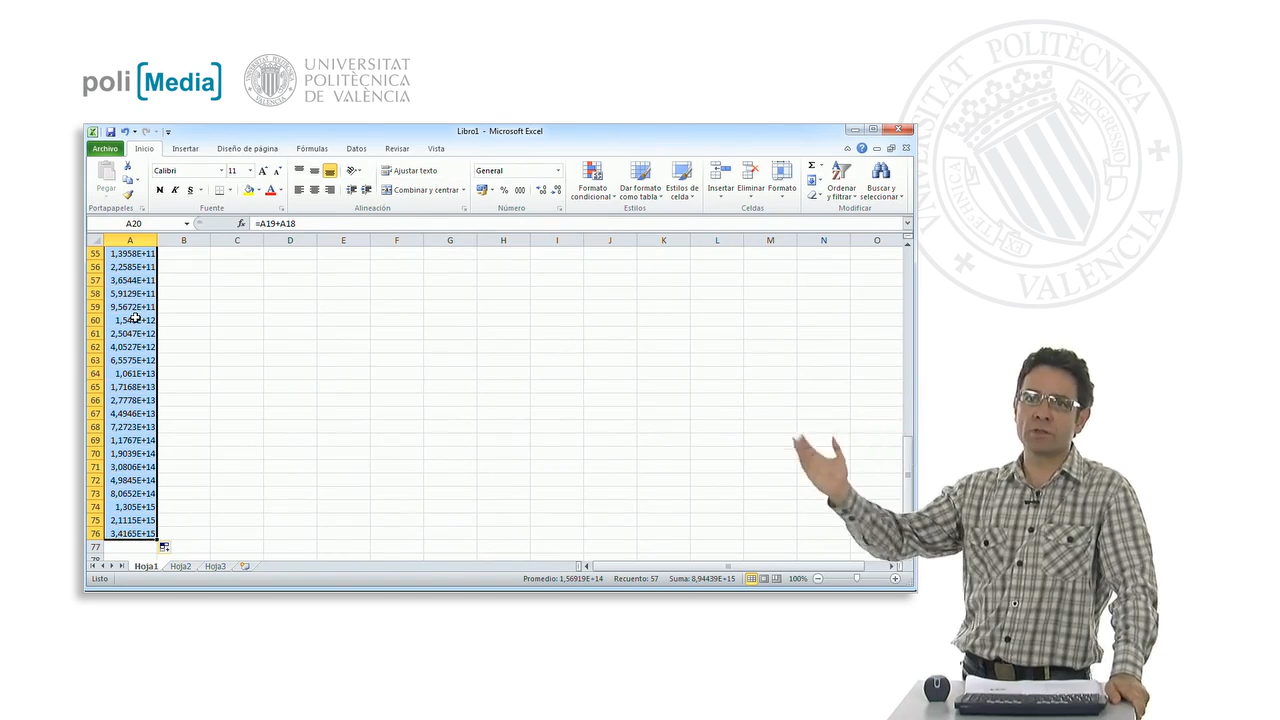 poli [Media]
UNIVERSITAT
POLITÈCNICA
DE VALÈNCIA
UNIVERSITAT POLITÈCNICA DE VALÈNCIA
PROGRESSIO
Libro1 - Microsoft Excel
Archivo Inicio Insertar Diseño de página Fórmulas Datos Revisar Vista
Pegar
Calibri 11
N K S
Ajustar texto
Combinar y centrar
General
% 000
Formato condicional
Dar formato como tabla
Estilos de celda
Insertar Eliminar Formato
Σ
Ordenar y filtrar
Buscar y seleccionar
Portapapeles Fuente Alineación Número Estilos Celdas Modificar
A20 fx =A19+A18
A B C D E F G H I J K L M N O
55 1,3958E+11
56 2,2585E+11
57 3,6544E+11
58 5,9129E+11
59 9,5672E+11
60
61 2,5047E+12
62 4,0527E+12
63 6,5575E+12
64 1,061E+13
65 1,7168E+13
66 2,7778E+13
67 4,4946E+13
68 7,2723E+13
69 1,1767E+14
70 1,9039E+14
71 3,0806E+14
72 4,9845E+14
73 8,0652E+14
74 1,305E+15
75 2,1115E+15
76 3,4165E+15
77
Hoja1 Hoja2 Hoja3
Listo Promedio: 1,56919E+14 Recuento: 57 Suma: 8,94439E+15 100%